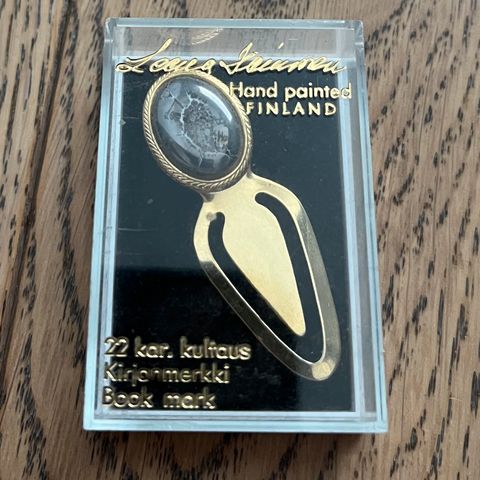 Hand painted
FINLAND
22 kar. kultaus
Kirjanmerkki
Book mark